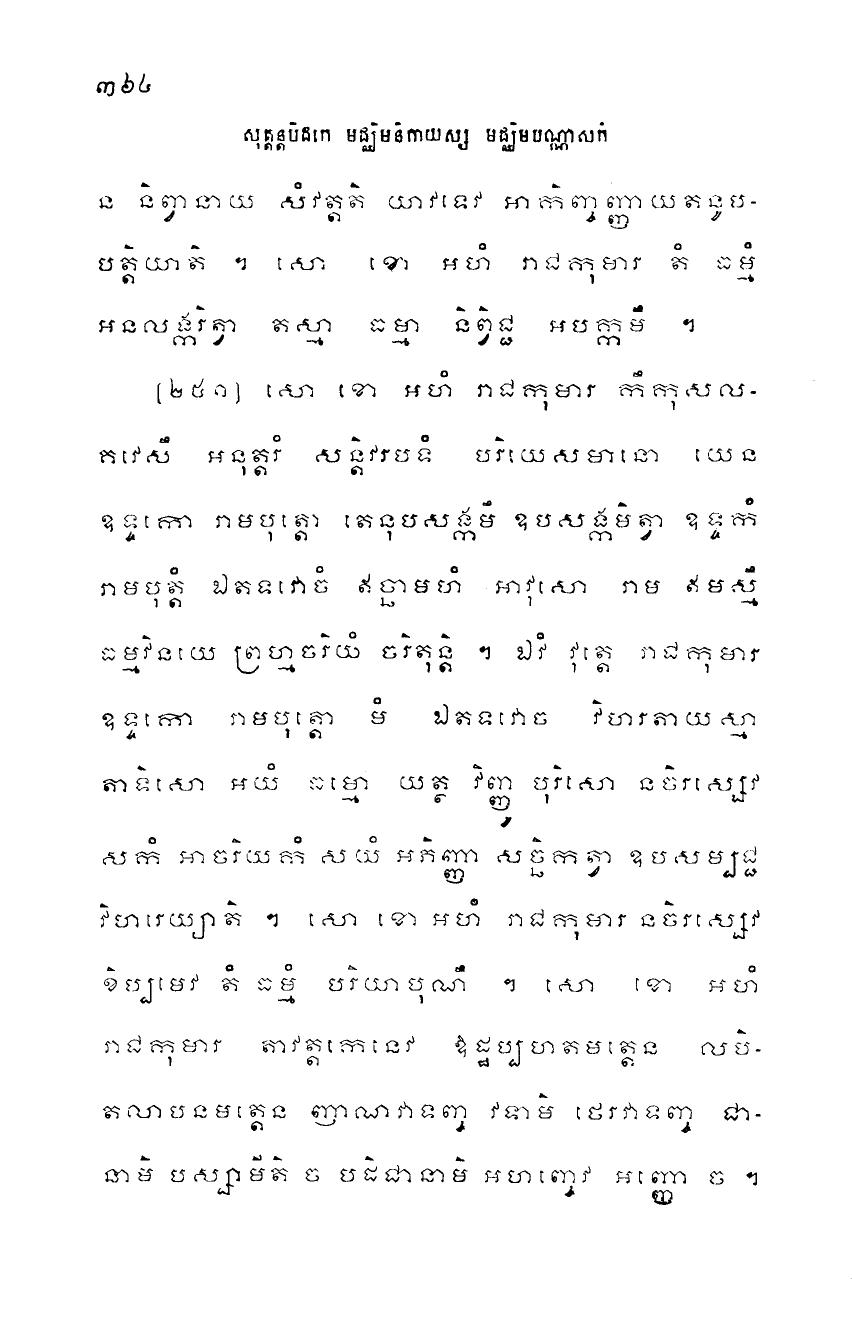 ៣៦៤
សុត្តន្តបិដកេ មជ្ឈិមនិកាយស្ស មជ្ឈិមបណ្ណាសកំ
ន និព្វានាយ សំវត្តតិ យាវទេវ អាកិញ្ចញ្ញាយតនូប-
បត្តិយាតិ ។ សោ ខោ អហំ រាជកុមារ តំ ធម្មំ
អនលង្ករិត្វា តស្មា ធម្មា និព្វិជ្ជ អបក្កមឹ ។
[២៥១] សោ ខោ អហំ រាជកុមារ កឹកុសល-
គវេសី អនុត្តរំ សន្តិវរបទំ បរិយេសមានោ យេន
ឧទ្ទកោ រាមបុត្តោ តេនុបសង្កមឹ ឧបសង្កមិត្វា ឧទ្ទកំ
រាមបុត្តំ ឯតទវោចំ ឥច្ឆាមហំ អាវុសោ រាម ឥមស្មឹ
ធម្មវិនយេ ព្រហ្មចរិយំ ចរិតុន្តិ ។ ឯវំ វុត្តេ រាជកុមារ
ឧទ្ទកោ រាមបុត្តោ មំ ឯតទវោច វិហរតាយស្មា
តាទិសោ អយំ ធម្មោ យត្ថ វិញ្ញូ បុរិសោ នចិរស្សេវ
សកំ អាចរិយកំ សយំ អភិញ្ញា សច្ឆិកត្វា ឧបសម្បជ្ជ
វិហរេយ្យាតិ ។ សោ ខោ អហំ រាជកុមារ នចិរស្សេវ
ខិប្បមេវ តំ ធម្មំ បរិយាបុណឹ ។ សោ ខោ អហំ
រាជកុមារ តាវត្តកេនេវ ឱដ្ឋប្បហតមត្តេន លបិ-
តលាបនមត្តេន ញាណវាទញ្ច វទាមិ ថេរវាទញ្ច ជា-
នាមិ បស្សាមីតិ ច បដិជានាមិ អហញ្ចេវ អញ្ញោ ច ។